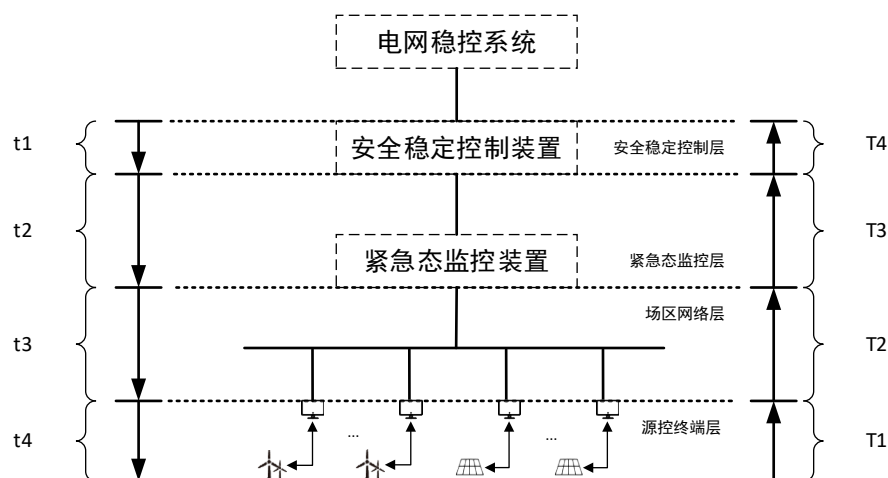 电网稳控系统
t1
安全稳定控制装置
安全稳定控制层
T4
t2
紧急态监控装置
紧急态监控层
T3
t3
场区网络层
T2
t4
...
...
源控终端层
T1